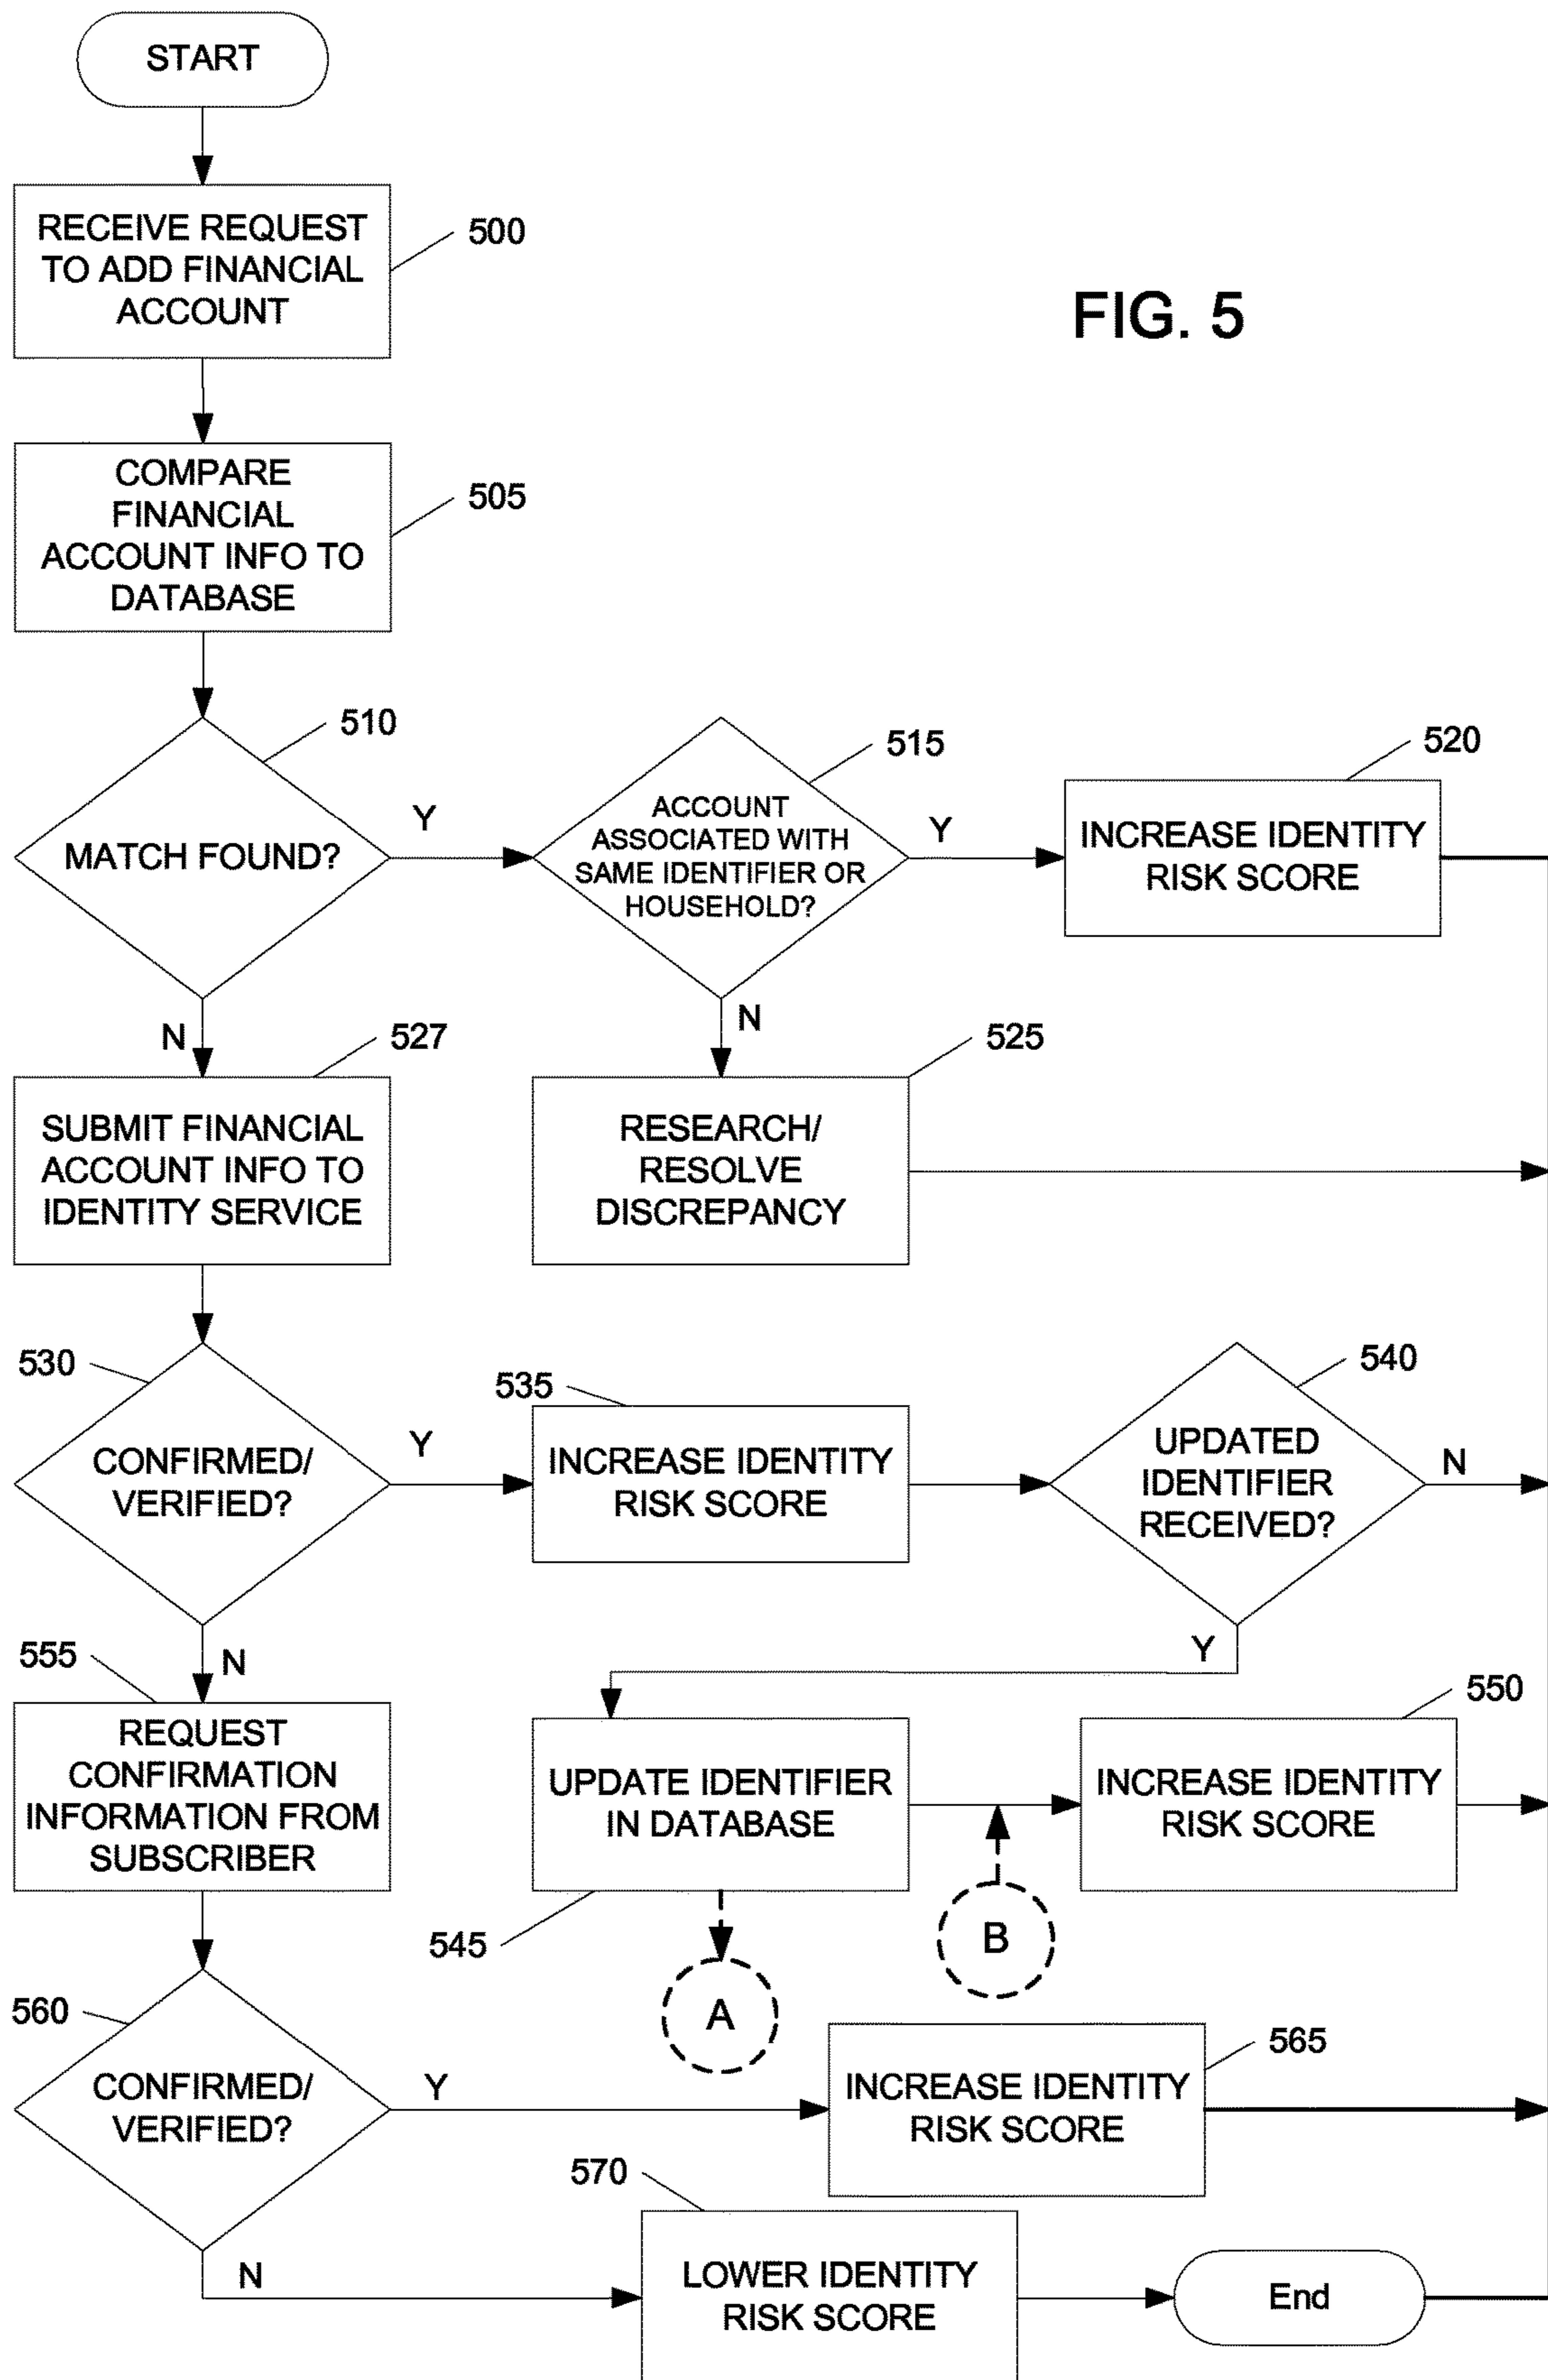 START
RECEIVE REQUEST
TO ADD FINANCIAL
ACCOUNT
500
FIG. 5
COMPARE
FINANCIAL
ACCOUNT INFO TO
DATABASE
505
MATCH FOUND?
510
Y
N
ACCOUNT
ASSOCIATED WITH
SAME IDENTIFIER OR
HOUSEHOLD?
515
Y
N
INCREASE IDENTITY
RISK SCORE
520
SUBMIT FINANCIAL
ACCOUNT INFO TO
IDENTITY SERVICE
527
RESEARCH/
RESOLVE
DISCREPANCY
525
530
CONFIRMED/
VERIFIED?
Y
N
535
INCREASE IDENTITY
RISK SCORE
540
UPDATED
IDENTIFIER
RECEIVED?
N
Y
555
REQUEST
CONFIRMATION
INFORMATION FROM
SUBSCRIBER
UPDATE IDENTIFIER
IN DATABASE
545
A
B
550
INCREASE IDENTITY
RISK SCORE
560
CONFIRMED/
VERIFIED?
Y
N
565
INCREASE IDENTITY
RISK SCORE
570
LOWER IDENTITY
RISK SCORE
End